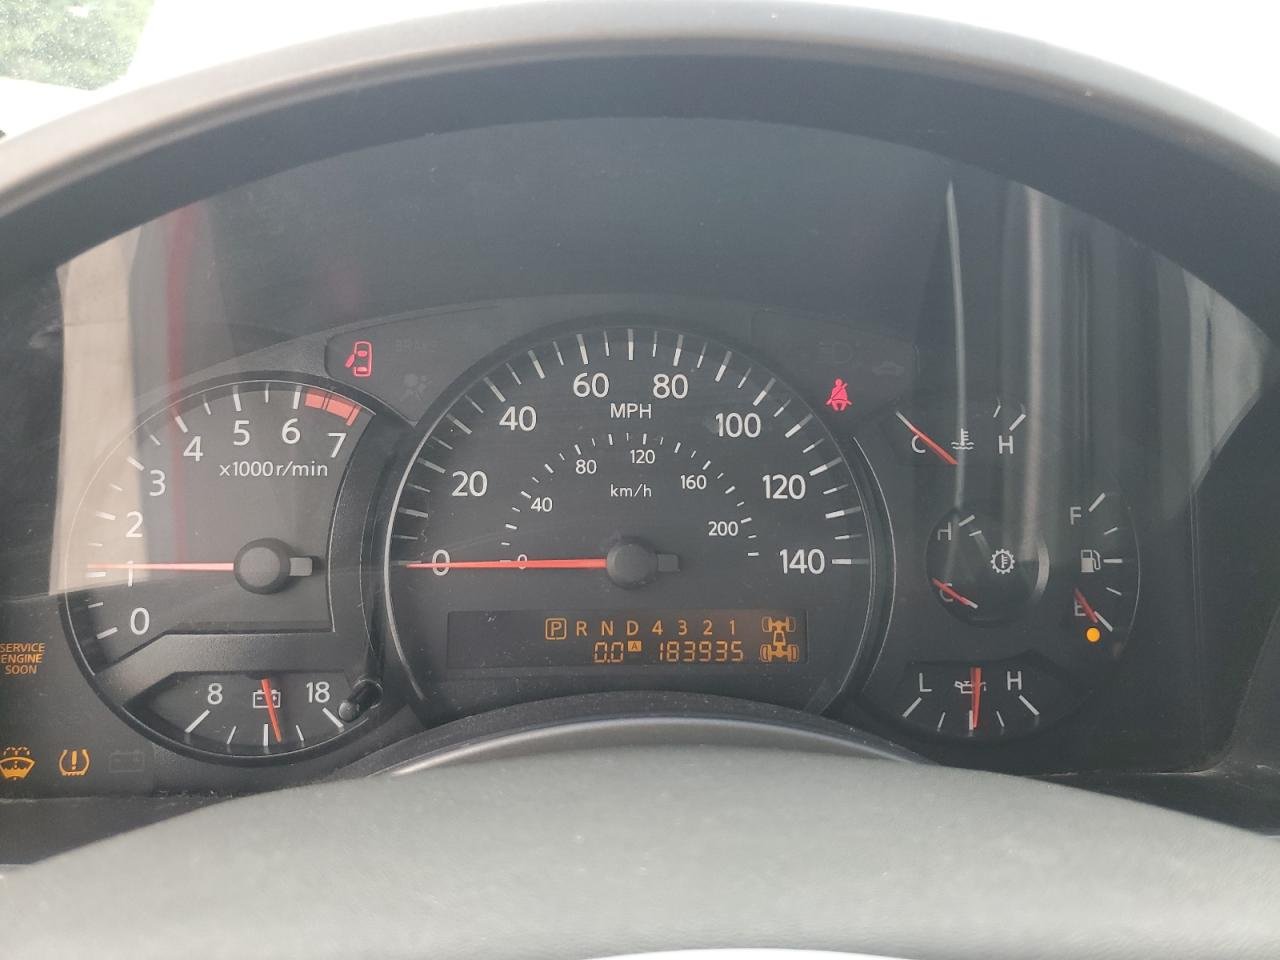 BRAKE
0 1 2 3 4 5 6 7
x1000r/min
0 20 40 60 80 100 120 140
MPH
0 40 80 120 160 200
km/h
C H
H
C
F
E
P R N D 4 3 2 1
0.0 A 183935
SERVICE
ENGINE
SOON
8 18
L H